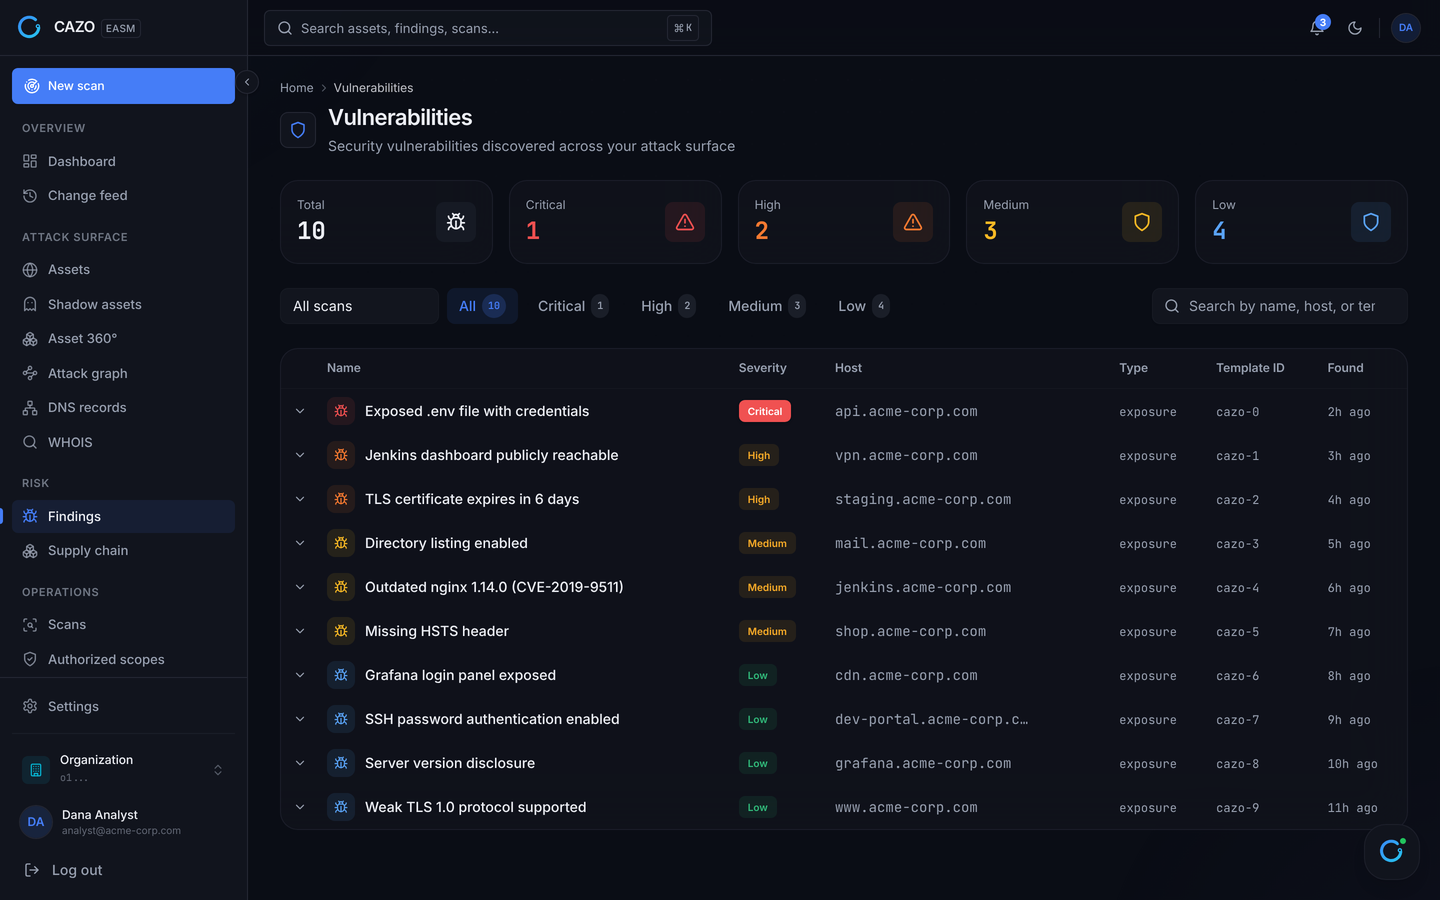 CAZO EASM
Search assets, findings, scans...
⌘K
3
DA
New scan
OVERVIEW
Dashboard
Change feed
ATTACK SURFACE
Assets
Shadow assets
Asset 360°
Attack graph
DNS records
WHOIS
RISK
Findings
Supply chain
OPERATIONS
Scans
Authorized scopes
Settings
Organization
o1...
DA
Dana Analyst
analyst@acme-corp.com
Log out
Home > Vulnerabilities
Vulnerabilities
Security vulnerabilities discovered across your attack surface
Total
10
Critical
1
High
2
Medium
3
Low
4
All scans
All 10
Critical 1
High 2
Medium 3
Low 4
Search by name, host, or ter
Name Severity Host Type Template ID Found
Exposed .env file with credentials Critical api.acme-corp.com exposure cazo-0 2h ago
Jenkins dashboard publicly reachable High vpn.acme-corp.com exposure cazo-1 3h ago
TLS certificate expires in 6 days High staging.acme-corp.com exposure cazo-2 4h ago
Directory listing enabled Medium mail.acme-corp.com exposure cazo-3 5h ago
Outdated nginx 1.14.0 (CVE-2019-9511) Medium jenkins.acme-corp.com exposure cazo-4 6h ago
Missing HSTS header Medium shop.acme-corp.com exposure cazo-5 7h ago
Grafana login panel exposed Low cdn.acme-corp.com exposure cazo-6 8h ago
SSH password authentication enabled Low dev-portal.acme-corp.c… exposure cazo-7 9h ago
Server version disclosure Low grafana.acme-corp.com exposure cazo-8 10h ago
Weak TLS 1.0 protocol supported Low www.acme-corp.com exposure cazo-9 11h ago